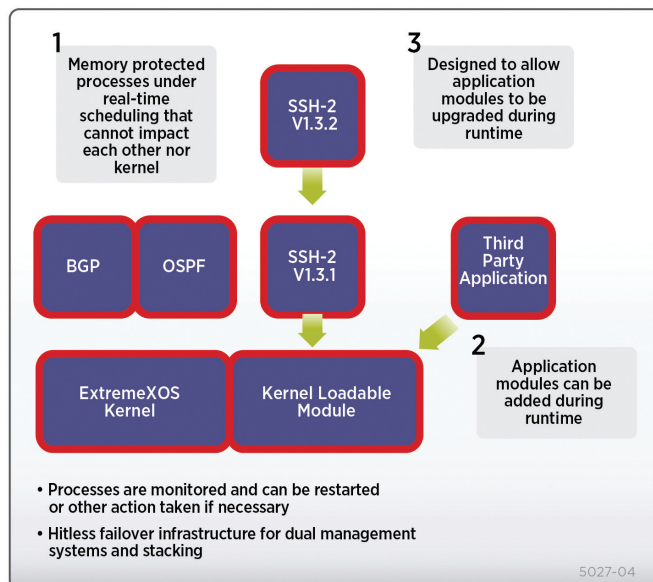 1
Memory protected
processes under
real-time
scheduling that
cannot impact
each other nor
kernel
SSH-2
V1.3.2
3
Designed to allow
application
modules to be
upgraded during
runtime
BGP
OSPF
SSH-2
V1.3.1
Third
Party
Application
ExtremeXOS
Kernel
Kernel Loadable
Module
2
Application
modules can be
added during
runtime
• Processes are monitored and can be restarted
or other action taken if necessary
• Hitless failover infrastructure for dual management
systems and stacking
5027-04